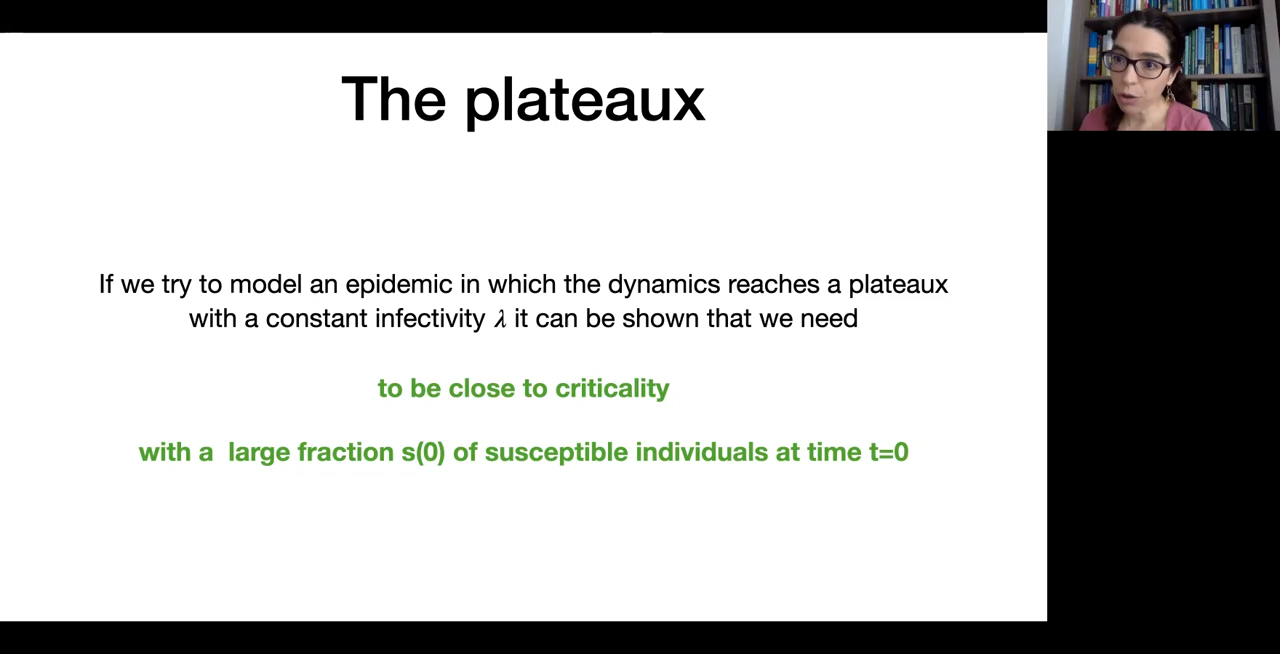 The plateaux
If we try to model an epidemic in which the dynamics reaches a plateaux
with a constant infectivity λ it can be shown that we need
to be close to criticality
with a  large fraction s(0) of susceptible individuals at time t=0